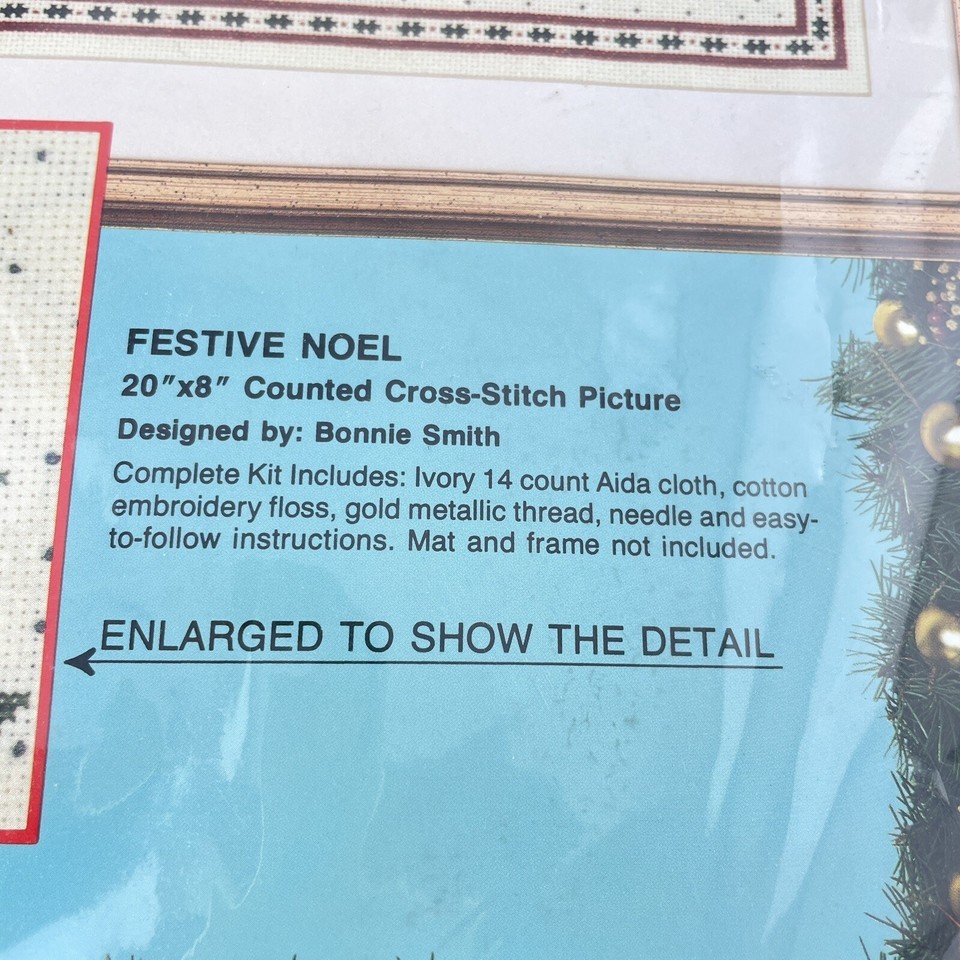 FESTIVE NOEL
20"x8" Counted Cross-Stitch Picture
Designed by: Bonnie Smith
Complete Kit Includes: Ivory 14 count Aida cloth, cotton
embroidery floss, gold metallic thread, needle and easy-
to-follow instructions. Mat and frame not included.
ENLARGED TO SHOW THE DETAIL